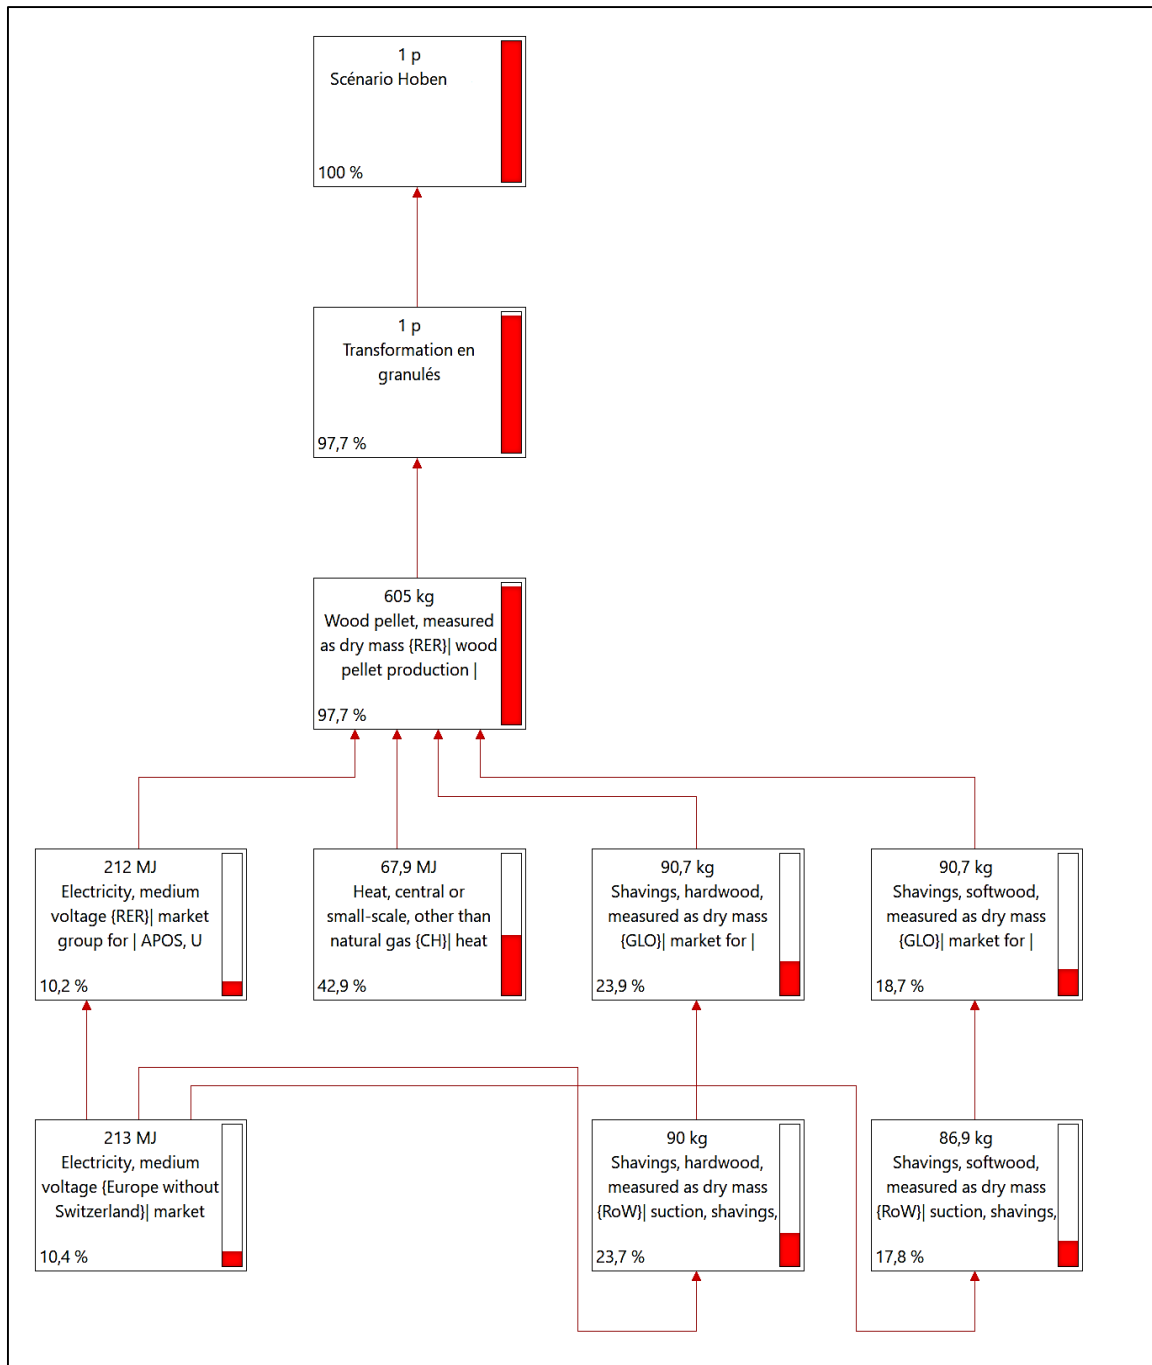 1 p
Scénario Hoben
100 %
1 p
Transformation en
granulés
97,7 %
605 kg
Wood pellet, measured
as dry mass {RER}| wood
pellet production |
97,7 %
212 MJ
Electricity, medium
voltage {RER}| market
group for | APOS, U
10,2 %
67,9 MJ
Heat, central or
small-scale, other than
natural gas {CH}| heat
42,9 %
90,7 kg
Shavings, hardwood,
measured as dry mass
{GLO}| market for |
23,9 %
90,7 kg
Shavings, softwood,
measured as dry mass
{GLO}| market for |
18,7 %
213 MJ
Electricity, medium
voltage {Europe without
Switzerland}| market
10,4 %
90 kg
Shavings, hardwood,
measured as dry mass
{RoW}| suction, shavings,
23,7 %
86,9 kg
Shavings, softwood,
measured as dry mass
{RoW}| suction, shavings,
17,8 %